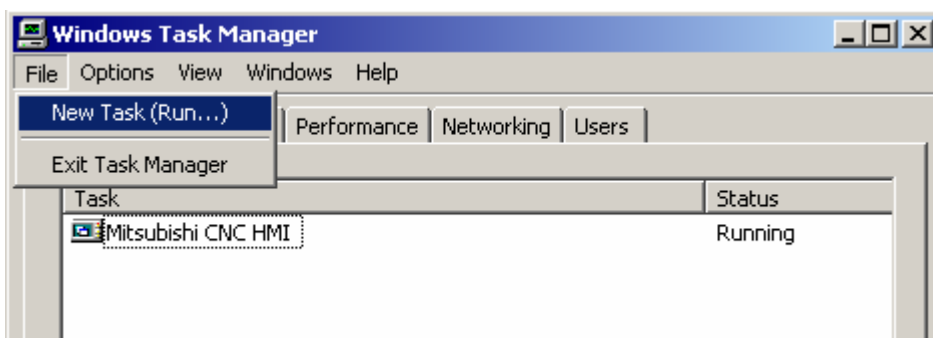 Windows Task Manager
File Options View Windows Help
New Task (Run...)
Performance Networking Users
Exit Task Manager
Task Status
Mitsubishi CNC HMI Running